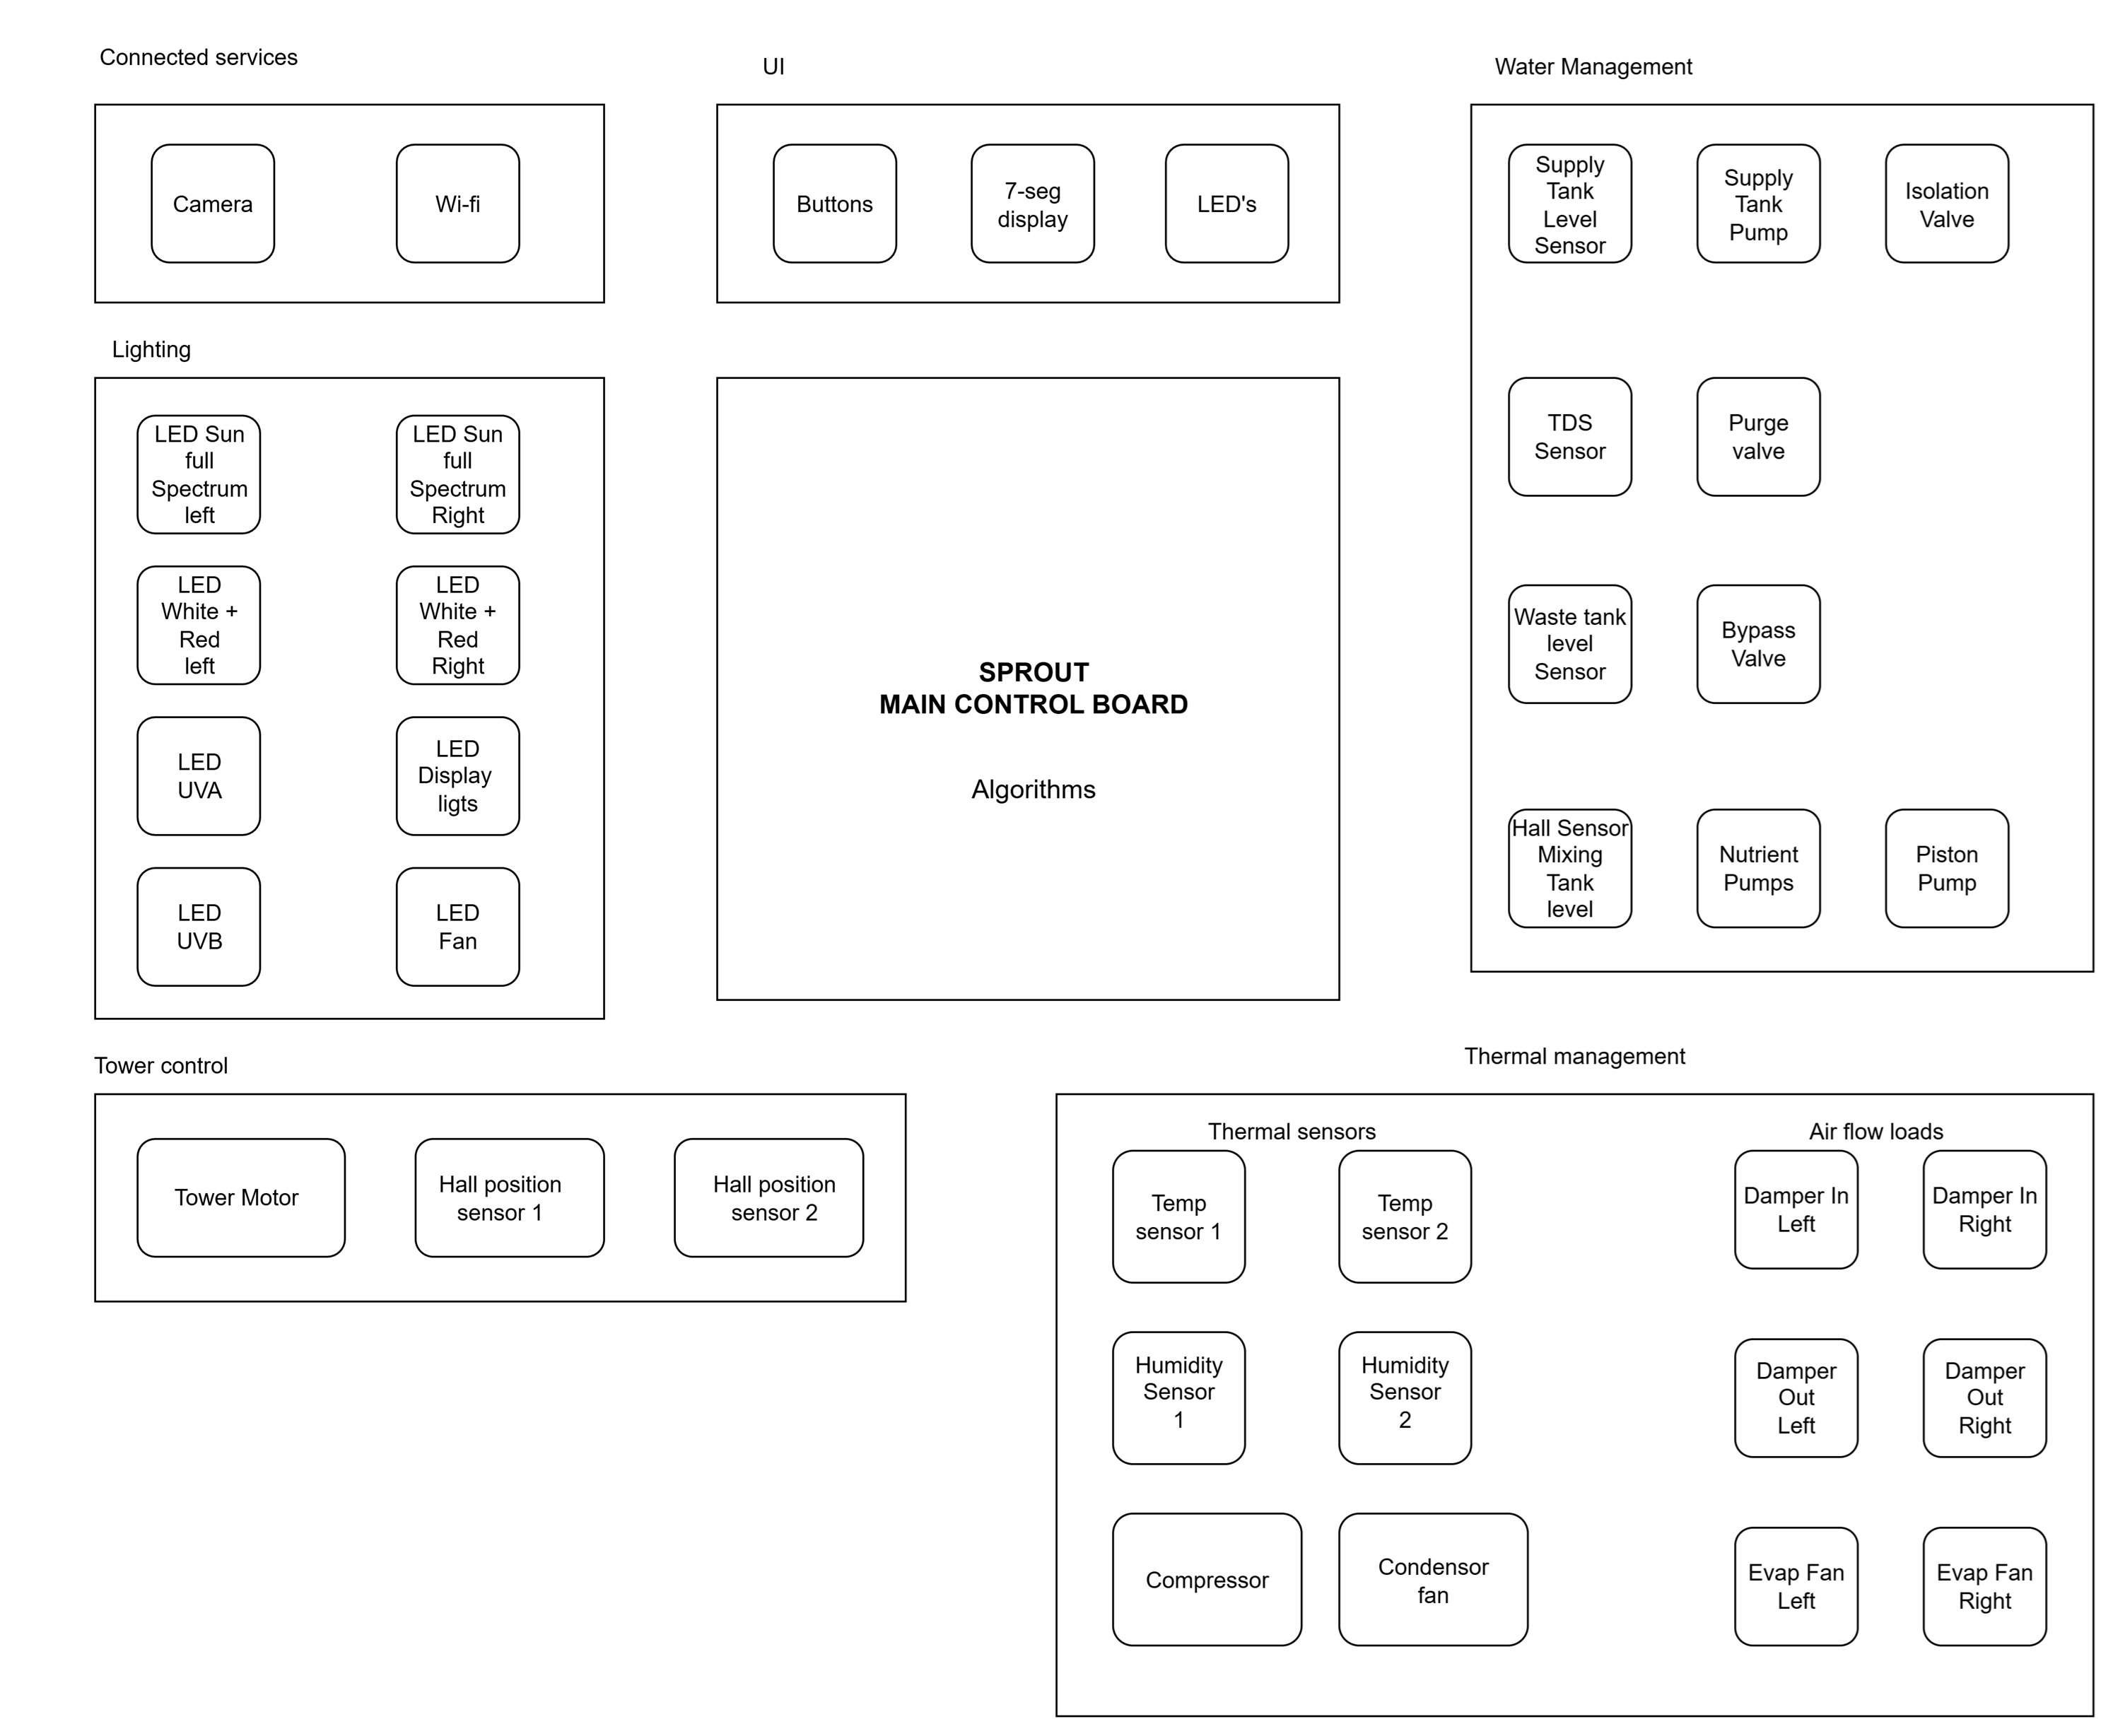 Connected services
Camera
Wi-fi
UI
Buttons
7-seg
display
LED's
Water Management
Supply
Tank
Level
Sensor
Supply
Tank
Pump
Isolation
Valve
TDS
Sensor
Purge
valve
Waste tank
level
Sensor
Bypass
Valve
Hall Sensor
Mixing
Tank
level
Nutrient
Pumps
Piston
Pump
Lighting
LED Sun
full
Spectrum
left
LED Sun
full
Spectrum
Right
LED
White +
Red
left
LED
White +
Red
Right
LED
UVA
LED
Display
ligts
LED
UVB
LED
Fan
SPROUT
MAIN CONTROL BOARD
Algorithms
Tower control
Tower Motor
Hall position
sensor 1
Hall position
sensor 2
Thermal management
Thermal sensors
Temp
sensor 1
Temp
sensor 2
Humidity
Sensor
1
Humidity
Sensor
2
Compressor
Condensor
fan
Air flow loads
Damper In
Left
Damper In
Right
Damper
Out
Left
Damper
Out
Right
Evap Fan
Left
Evap Fan
Right